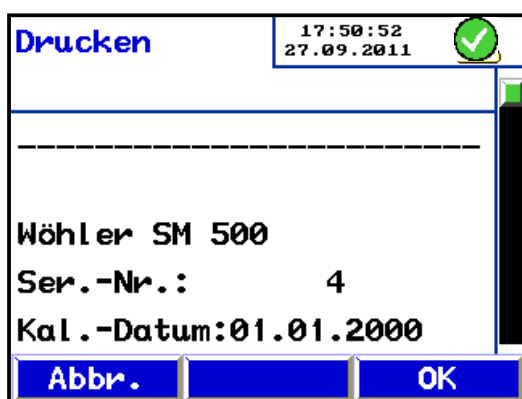 Drucken
17:50:52
27.09.2011
------------------------
Wöhler SM 500
Ser.-Nr.: 4
Kal.-Datum:01.01.2000
Abbr. OK